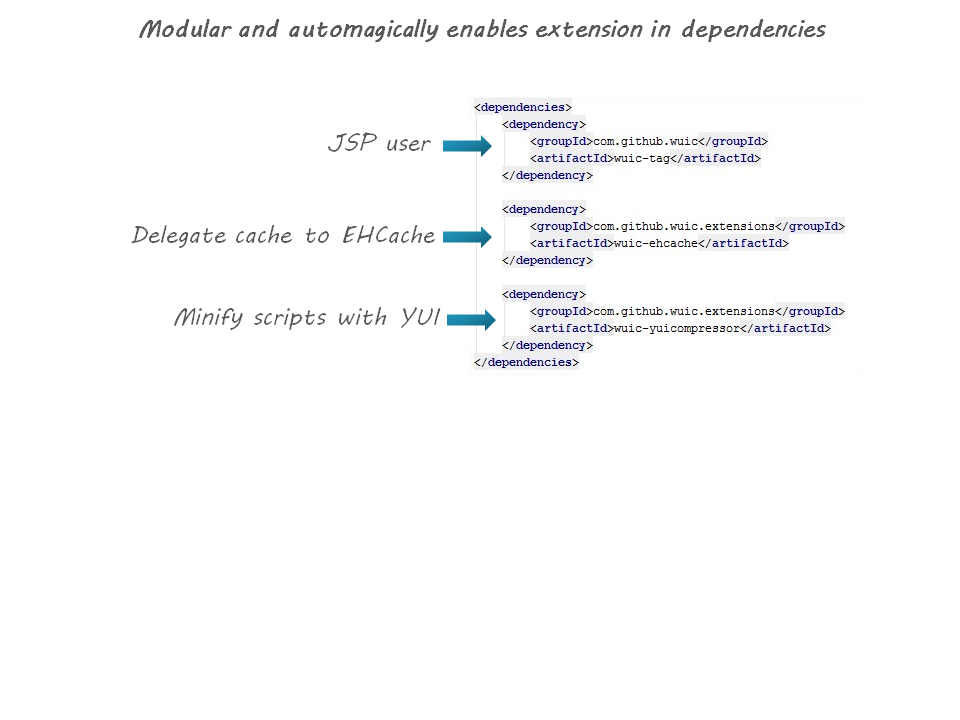 Modular and automagically enables extension in dependencies
<dependencies>
<dependency>
JSP user
<groupId>com.github.wuic</groupId>
<artifactId>wuic-tag</artifactId>
</dependency>
<dependency>
Delegate cache to EHCache
<groupId>com.github.wuic.extensions</groupId>
<artifactId>wuic-ehcache</artifactId>
</dependency>
<dependency>
Minify scripts with YUI
<groupId>com.github.wuic.extensions</groupId>
<artifactId>wuic-yuicompressor</artifactId>
</dependency>
</dependencies>